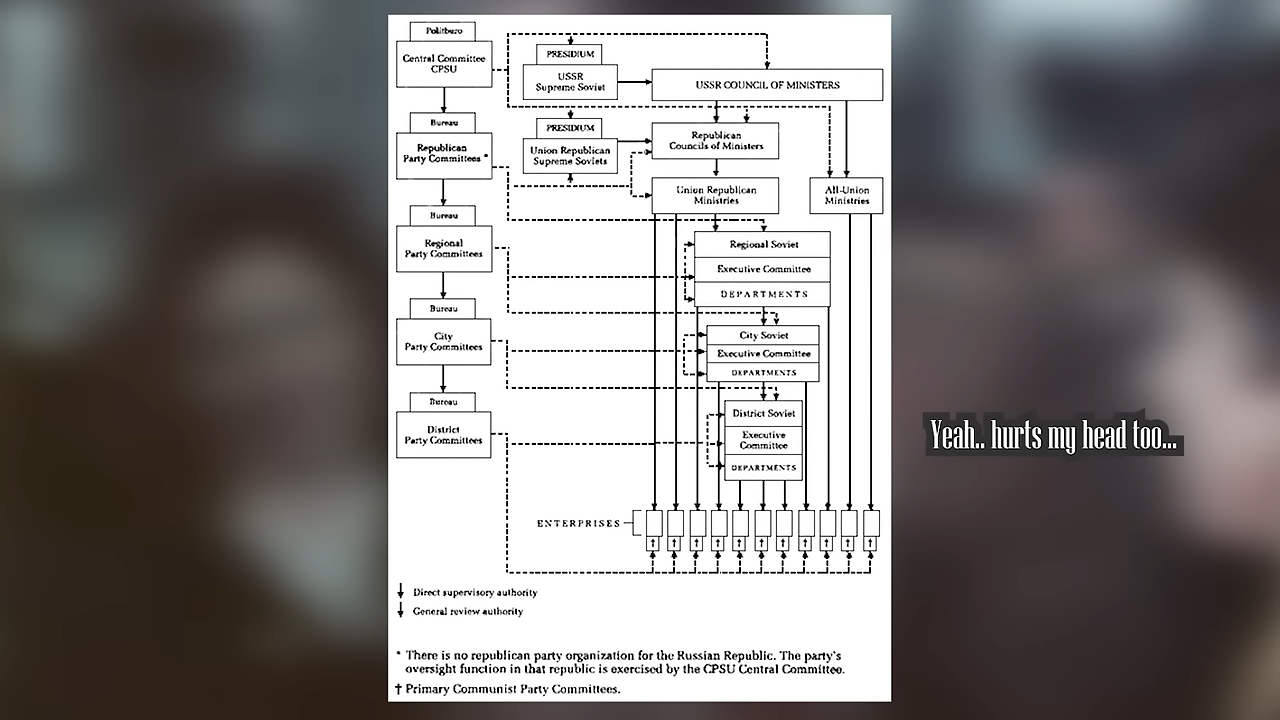 Politburo
Central Committee
CPSU
PRESIDIUM
USSR
Supreme Soviet
USSR COUNCIL OF MINISTERS
Bureau
Republican
Party Committees *
PRESIDIUM
Union Republican
Supreme Soviets
Republican
Councils of Ministers
Union Republican
Ministries
All-Union
Ministries
Bureau
Regional
Party Committees
Regional Soviet
Executive Committee
DEPARTMENTS
Bureau
City
Party Committees
City Soviet
Executive Committee
DEPARTMENTS
Bureau
District
Party Committees
District Soviet
Executive
Committee
DEPARTMENTS
Yeah.. hurts my head too...
ENTERPRISES
† † † † † † † † † † †
Direct supervisory authority
General review authority
* There is no republican party organization for the Russian Republic. The party's
oversight function in that republic is exercised by the CPSU Central Committee.
† Primary Communist Party Committees.